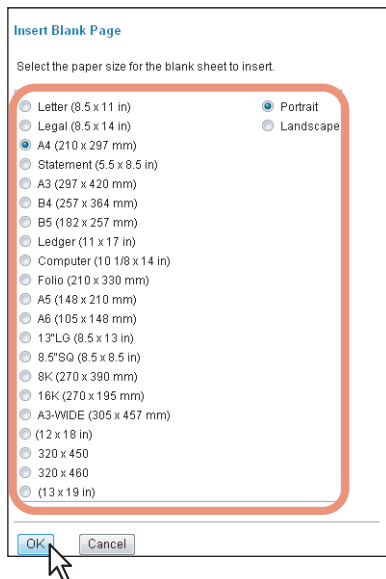 Insert Blank Page
Select the paper size for the blank sheet to insert.
Letter (8.5 x 11 in) Portrait
Legal (8.5 x 14 in) Landscape
A4 (210 x 297 mm)
Statement (5.5 x 8.5 in)
A3 (297 x 420 mm)
B4 (257 x 364 mm)
B5 (182 x 257 mm)
Ledger (11 x 17 in)
Computer (10 1/8 x 14 in)
Folio (210 x 330 mm)
A5 (148 x 210 mm)
A6 (105 x 148 mm)
13"LG (8.5 x 13 in)
8.5"SQ (8.5 x 8.5 in)
8K (270 x 390 mm)
16K (270 x 195 mm)
A3-WIDE (305 x 457 mm)
(12 x 18 in)
320 x 450
320 x 460
(13 x 19 in)
OK Cancel